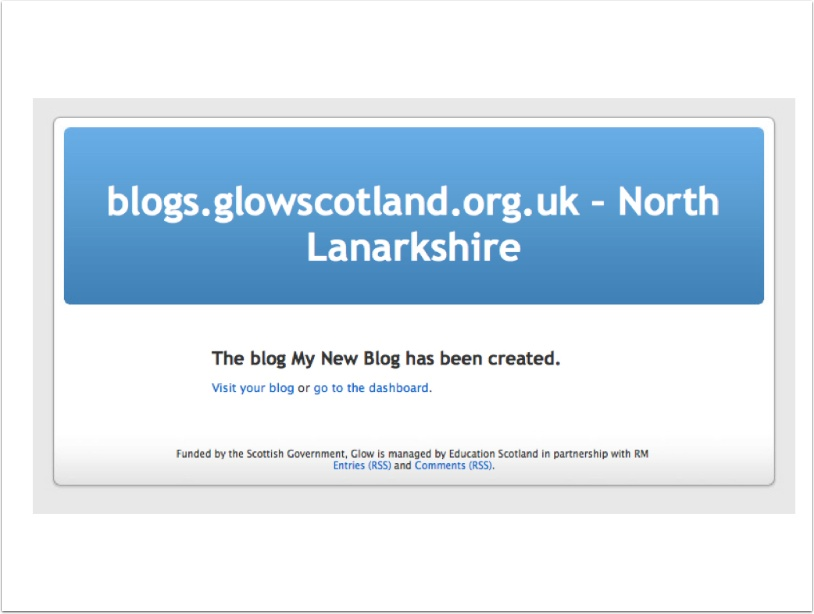 blogs.glowscotland.org.uk – North
Lanarkshire
The blog My New Blog has been created.
Visit your blog or go to the dashboard.
Funded by the Scottish Government, Glow is managed by Education Scotland in partnership with RM
Entries (RSS) and Comments (RSS).